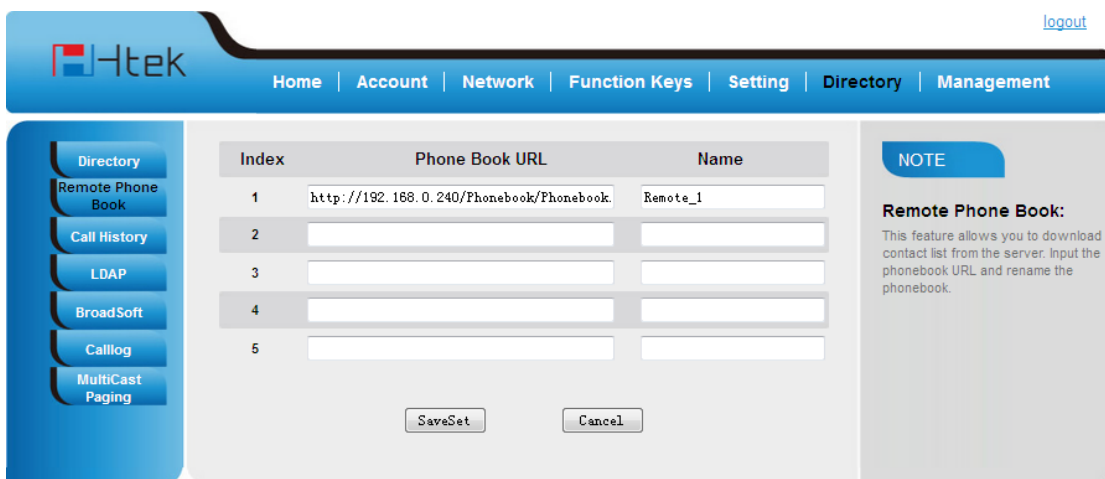 logout
Htek
Home | Account | Network | Function Keys | Setting | Directory | Management
Directory
Remote Phone
Book
Call History
LDAP
BroadSoft
Calllog
MultiCast
Paging
Index Phone Book URL Name
1 http://192.168.0.240/Phonebook/Phonebook. Remote_1
2
3
4
5
SaveSet Cancel
NOTE
Remote Phone Book:
This feature allows you to download
contact list from the server. Input the
phonebook URL and rename the
phonebook.